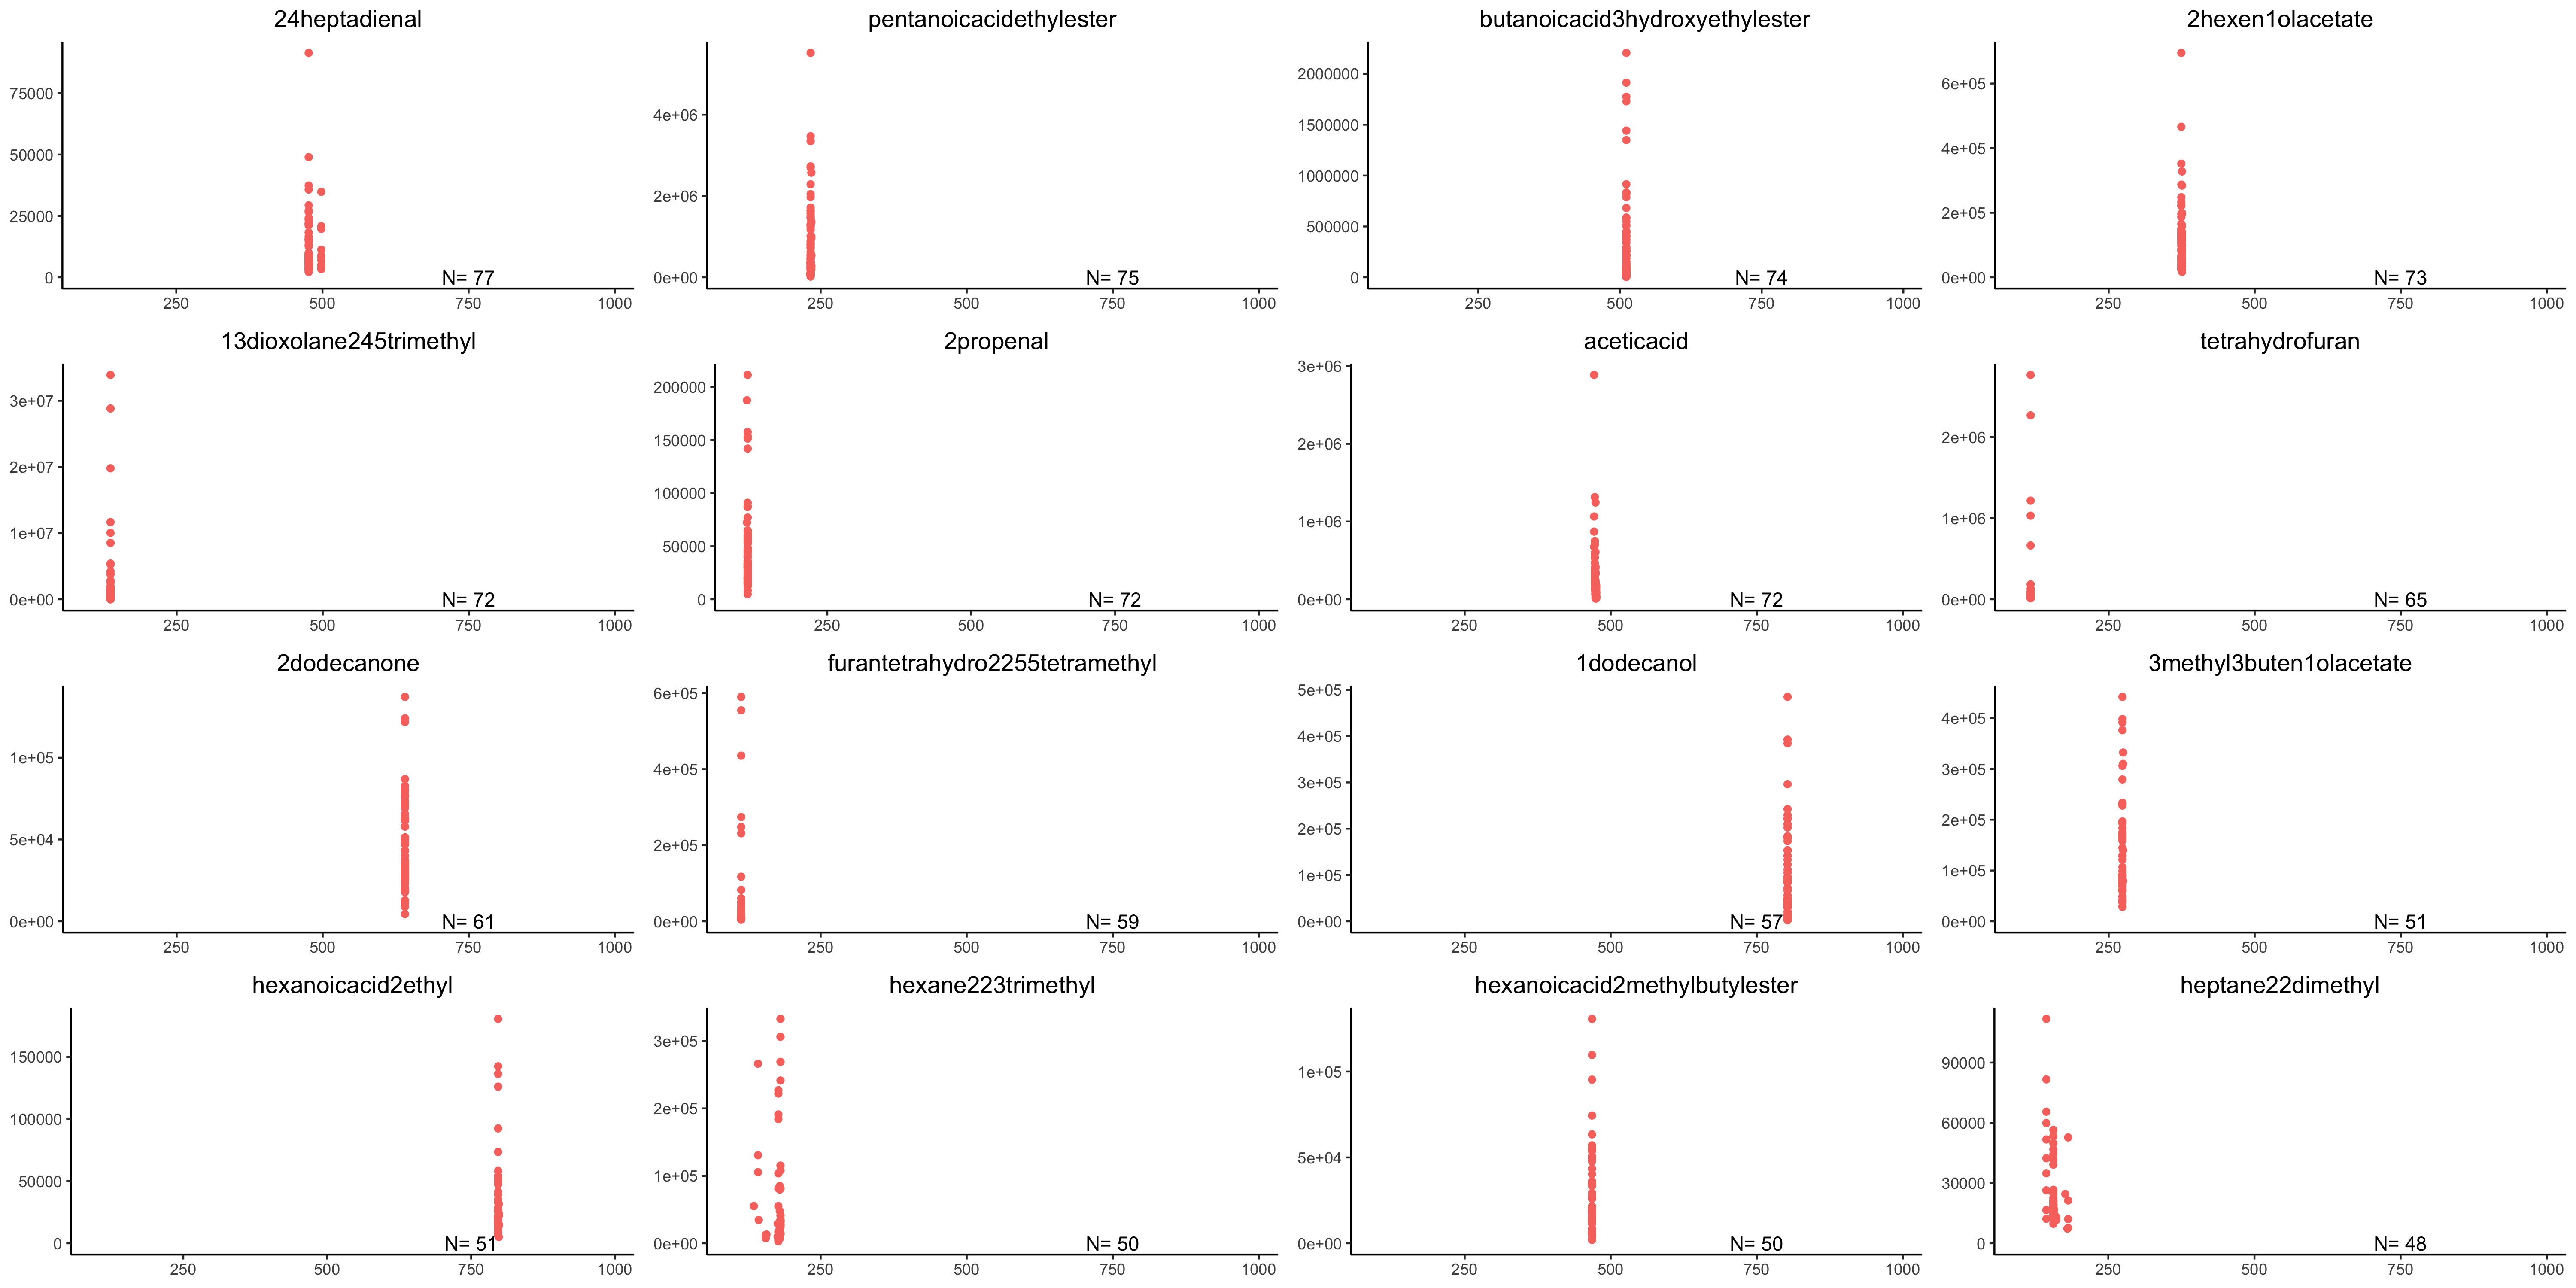 24heptadienal
75000
50000
25000
0
N= 77
250 500 750 1000
pentanoicacidethylester
4e+06
2e+06
0e+00
N= 75
250 500 750 1000
butanoicacid3hydroxyethylester
2000000
1500000
1000000
500000
0
N= 74
250 500 750 1000
2hexen1olacetate
6e+05
4e+05
2e+05
0e+00
N= 73
250 500 750 1000
13dioxolane245trimethyl
3e+07
2e+07
1e+07
0e+00
N= 72
250 500 750 1000
2propenal
200000
150000
100000
50000
0
N= 72
250 500 750 1000
aceticacid
3e+06
2e+06
1e+06
0e+00
N= 72
250 500 750 1000
tetrahydrofuran
2e+06
1e+06
0e+00
N= 65
250 500 750 1000
2dodecanone
1e+05
5e+04
0e+00
N= 61
250 500 750 1000
furantetrahydro2255tetramethyl
6e+05
4e+05
2e+05
0e+00
N= 59
250 500 750 1000
1dodecanol
5e+05
4e+05
3e+05
2e+05
1e+05
0e+00
N= 57
250 500 750 1000
3methyl3buten1olacetate
4e+05
3e+05
2e+05
1e+05
0e+00
N= 51
250 500 750 1000
hexanoicacid2ethyl
150000
100000
50000
0
N= 51
250 500 750 1000
hexane223trimethyl
3e+05
2e+05
1e+05
0e+00
N= 50
250 500 750 1000
hexanoicacid2methylbutylester
1e+05
5e+04
0e+00
N= 50
250 500 750 1000
heptane22dimethyl
90000
60000
30000
0
N= 48
250 500 750 1000